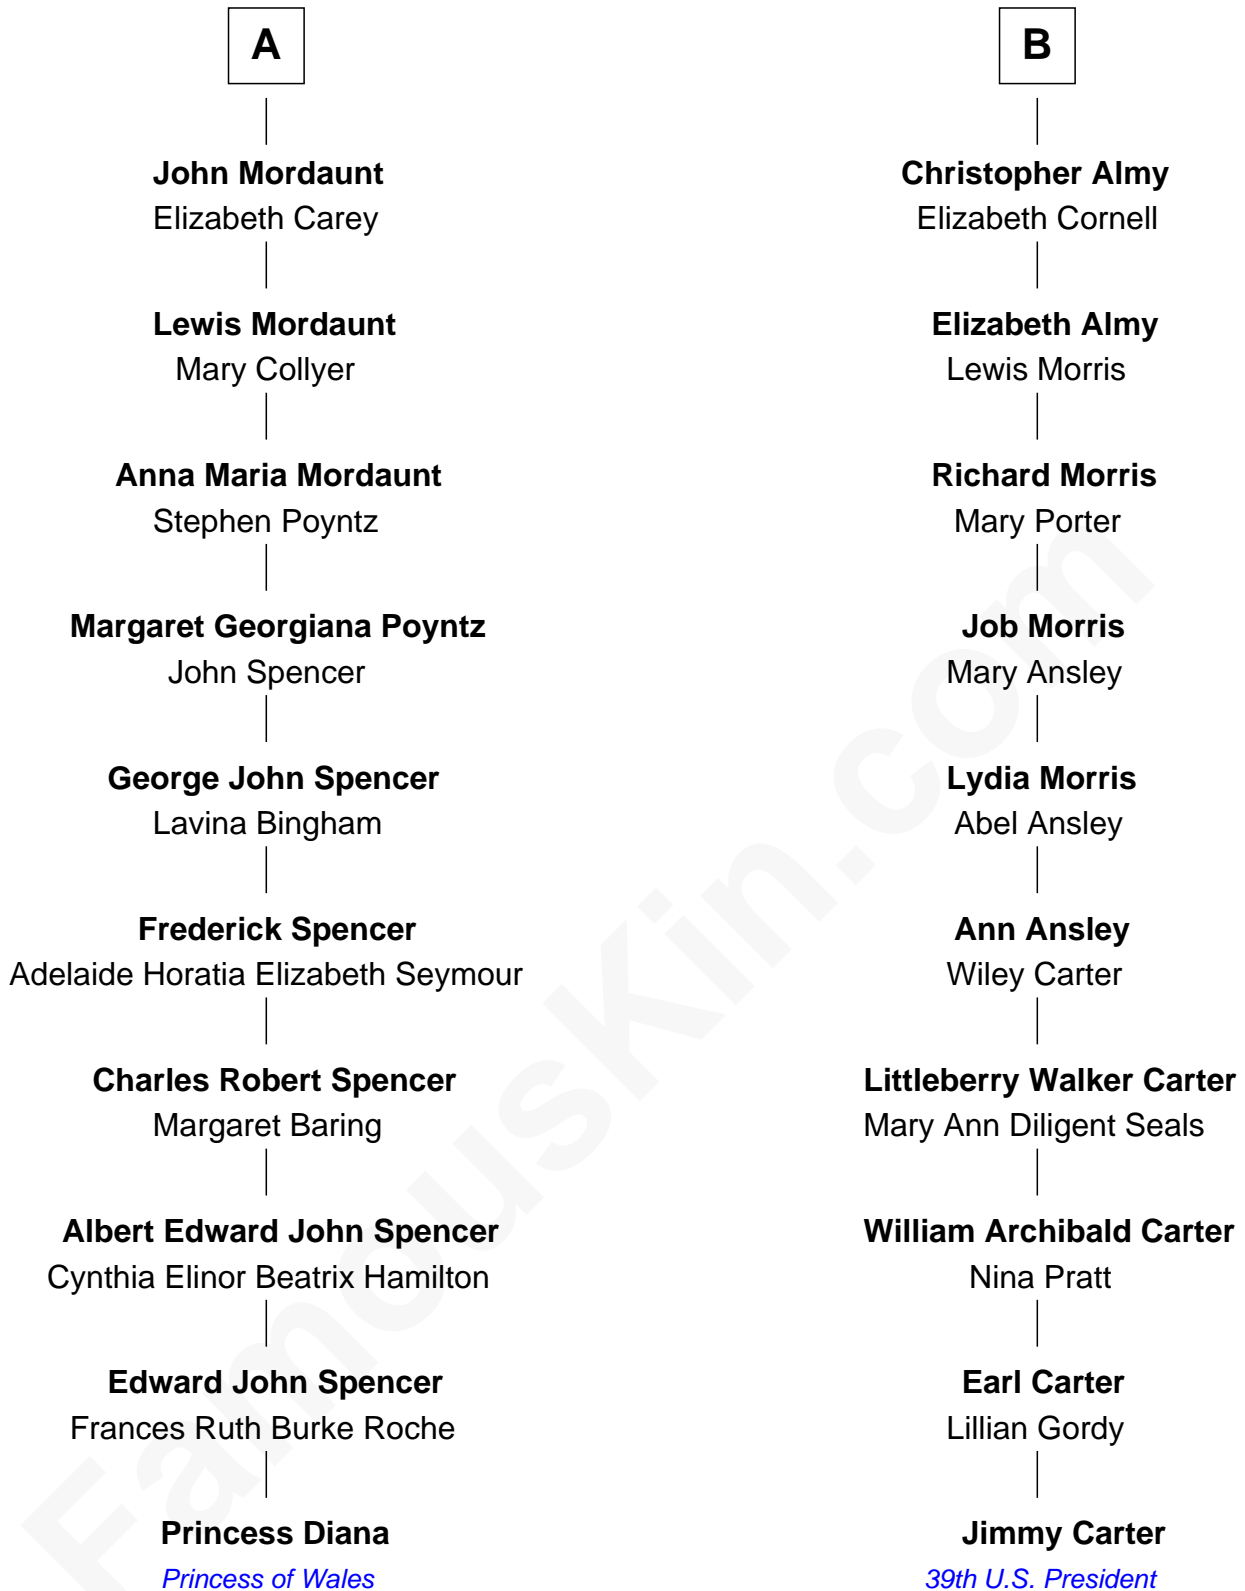 A
John Mordaunt
Elizabeth Carey
Lewis Mordaunt
Mary Collyer
Anna Maria Mordaunt
Stephen Poyntz
Margaret Georgiana Poyntz
John Spencer
George John Spencer
Lavina Bingham
Frederick Spencer
Adelaide Horatia Elizabeth Seymour
Charles Robert Spencer
Margaret Baring
Albert Edward John Spencer
Cynthia Elinor Beatrix Hamilton
Edward John Spencer
Frances Ruth Burke Roche
Princess Diana
Princess of Wales
B
Christopher Almy
Elizabeth Cornell
Elizabeth Almy
Lewis Morris
Richard Morris
Mary Porter
Job Morris
Mary Ansley
Lydia Morris
Abel Ansley
Ann Ansley
Wiley Carter
Littleberry Walker Carter
Mary Ann Diligent Seals
William Archibald Carter
Nina Pratt
Earl Carter
Lillian Gordy
Jimmy Carter
39th U.S. President
FamousKin.com